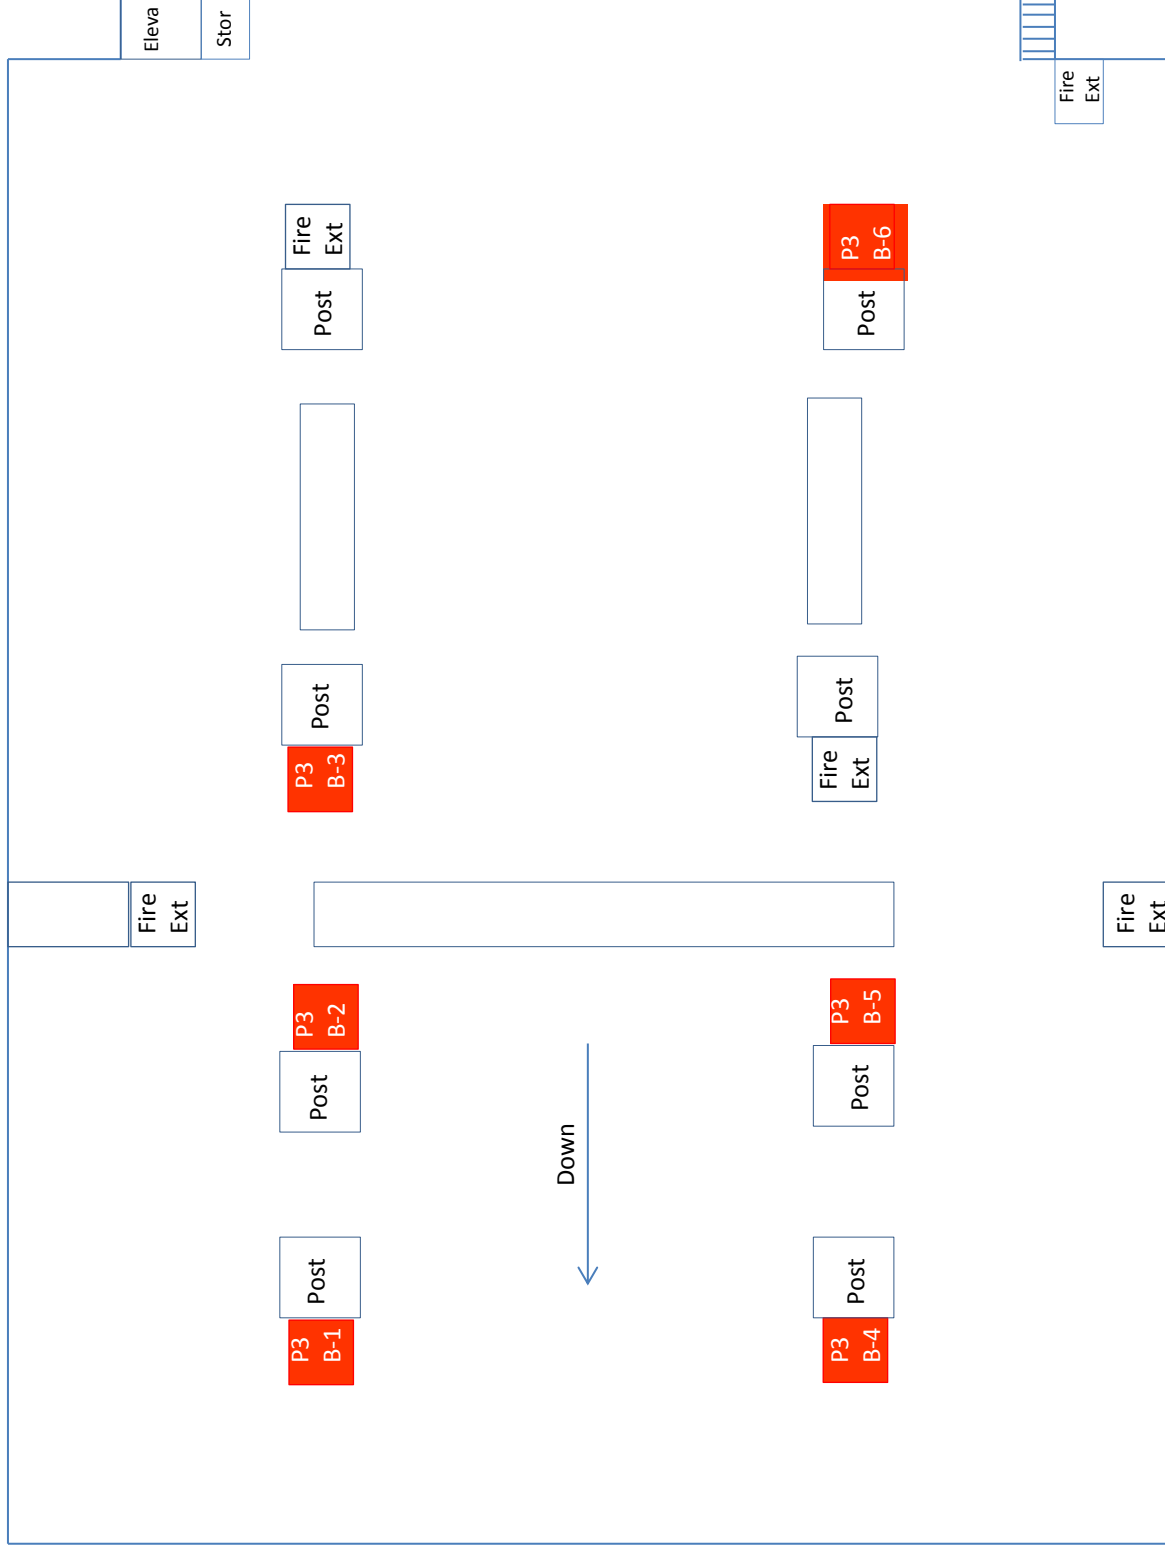 Eleva
Stor
Fire
Ext
P3
B-1
Post
Post
P3
B-2
P3
B-3
Post
Post
Fire
Ext
Down
P3
B-4
Post
Post
P3
B-5
Fire
Ext
Post
Post
P3
B-6
Fire
Ext
Fire
Ext